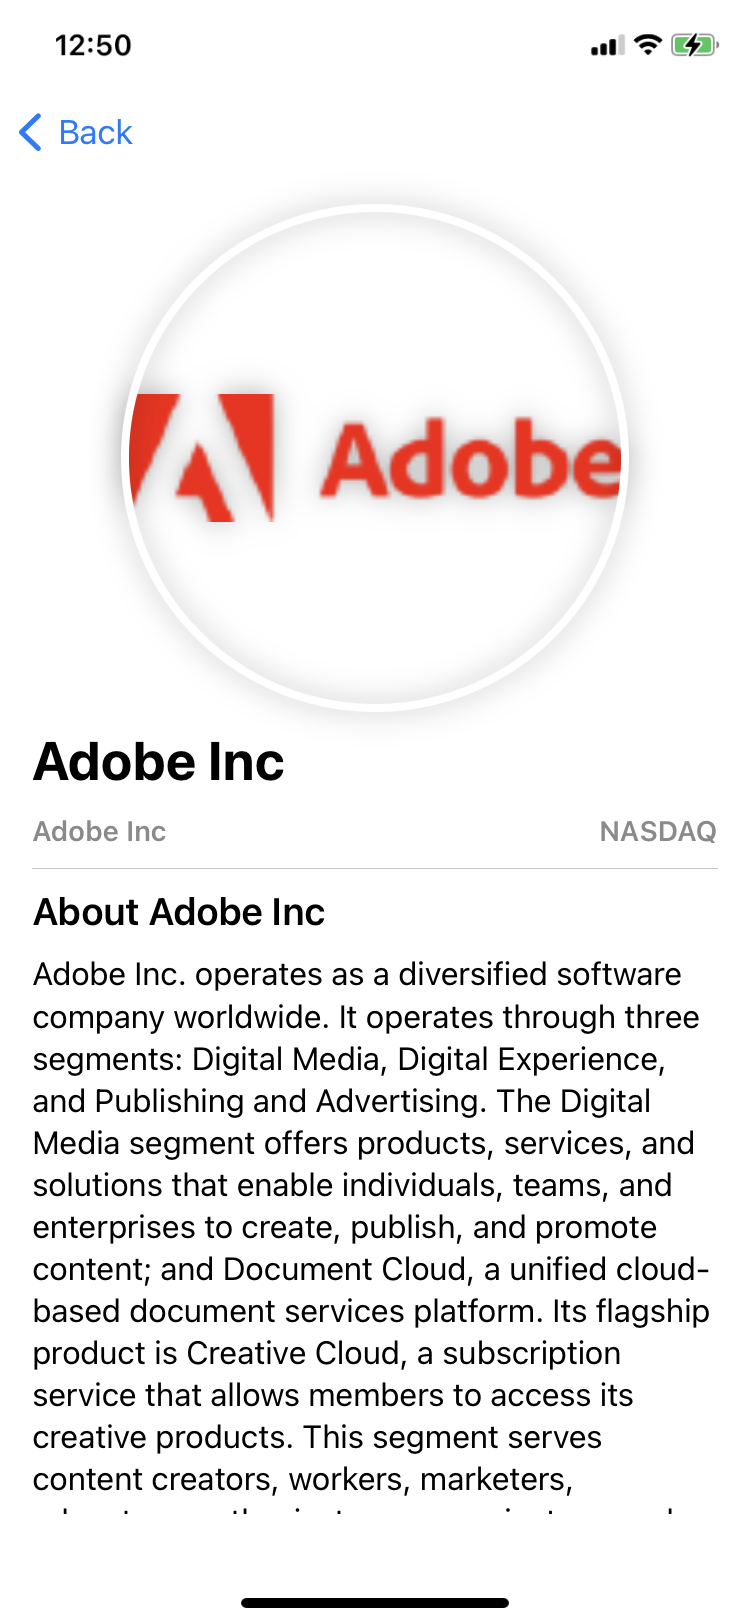 12:50
Back
Adobe
Adobe Inc
Adobe Inc NASDAQ
About Adobe Inc
Adobe Inc. operates as a diversified software
company worldwide. It operates through three
segments: Digital Media, Digital Experience,
and Publishing and Advertising. The Digital
Media segment offers products, services, and
solutions that enable individuals, teams, and
enterprises to create, publish, and promote
content; and Document Cloud, a unified cloud-
based document services platform. Its flagship
product is Creative Cloud, a subscription
service that allows members to access its
creative products. This segment serves
content creators, workers, marketers,